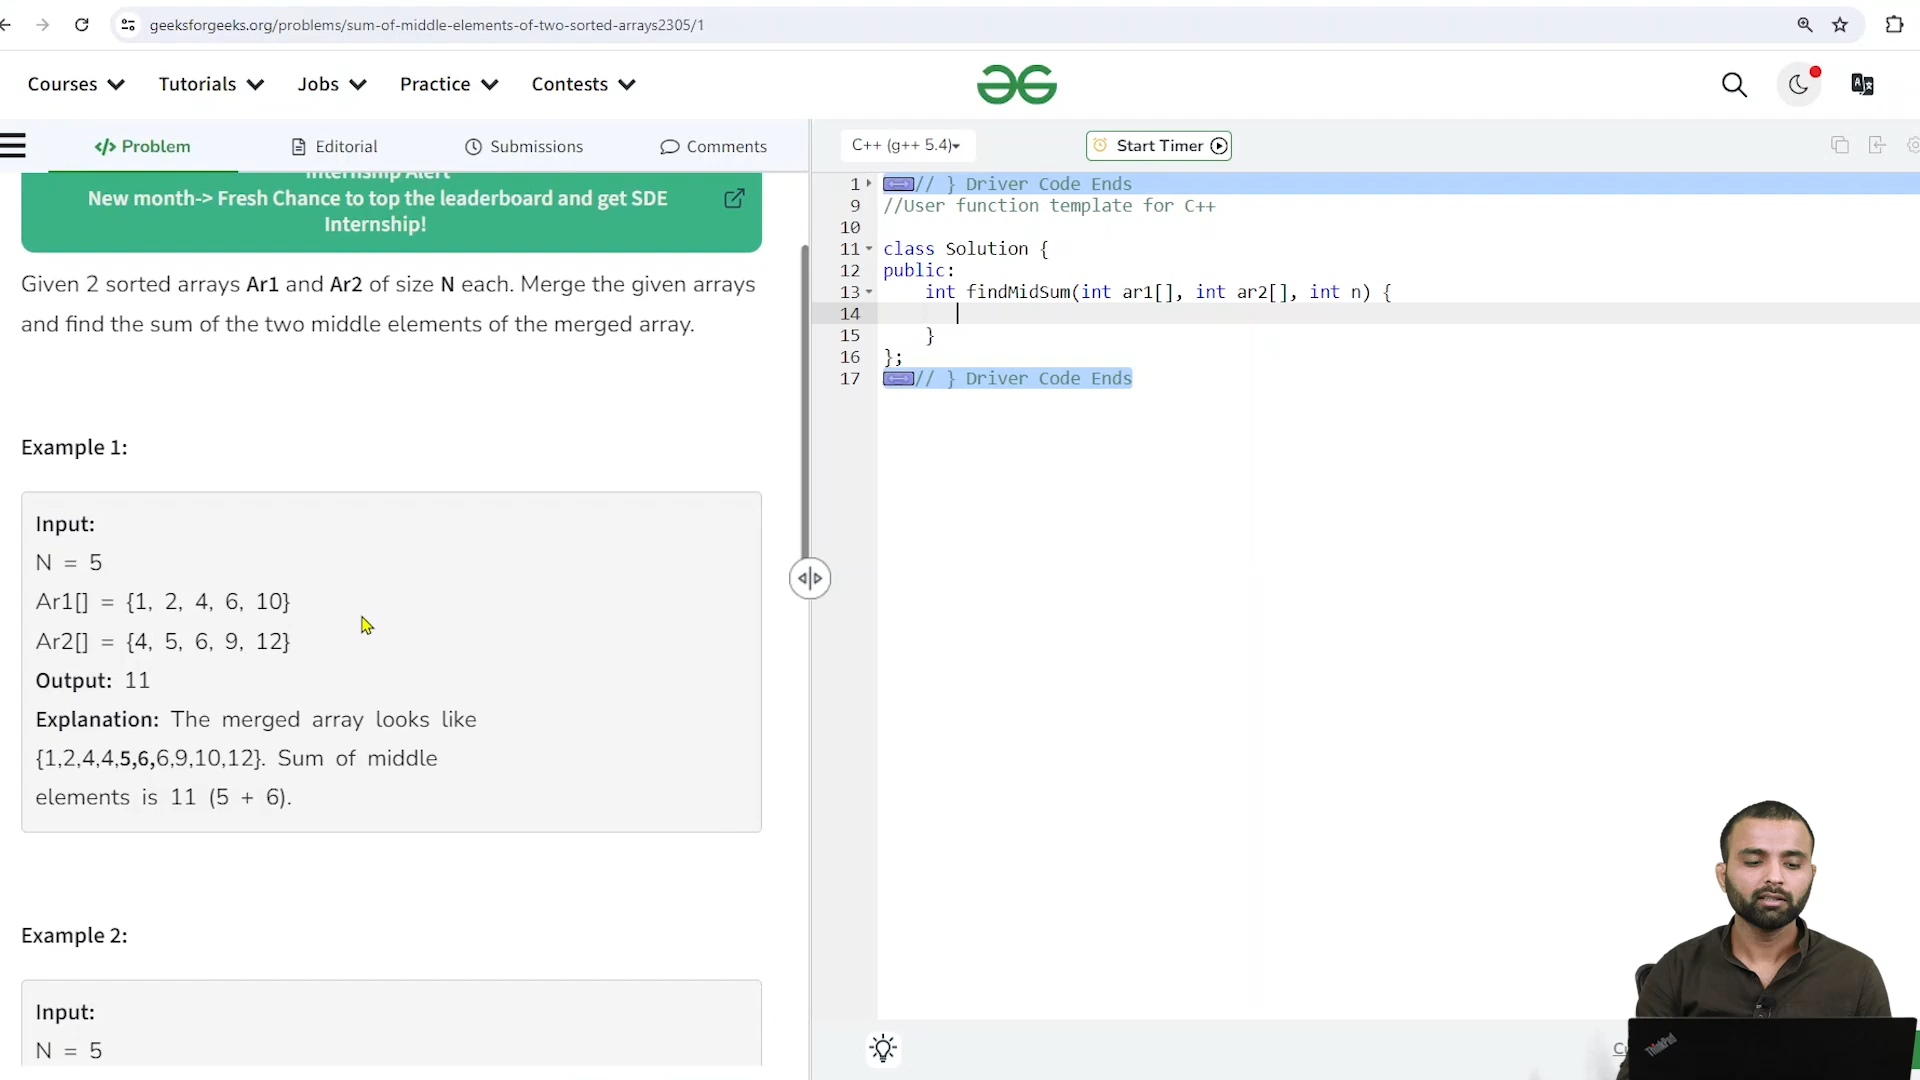 geeksforgeeks.org/problems/sum-of-middle-elements-of-two-sorted-arrays2305/1
Courses Tutorials Jobs Practice Contests
</> Problem Editorial Submissions Comments
Internship Alert
New month-> Fresh Chance to top the leaderboard and get SDE
Internship!
Given 2 sorted arrays Ar1 and Ar2 of size N each. Merge the given arrays
and find the sum of the two middle elements of the merged array.
Example 1:
Input:
N = 5
Ar1[] = {1, 2, 4, 6, 10}
Ar2[] = {4, 5, 6, 9, 12}
Output: 11
Explanation: The merged array looks like
{1,2,4,4,5,6,6,9,10,12}. Sum of middle
elements is 11 (5 + 6).
Example 2:
Input:
N = 5
C++ (g++ 5.4)
Start Timer
1 // } Driver Code Ends
9 //User function template for C++
10
11 class Solution {
12 public:
13 int findMidSum(int ar1[], int ar2[], int n) {
14
15 }
16 };
17 // } Driver Code Ends
ThinkPad